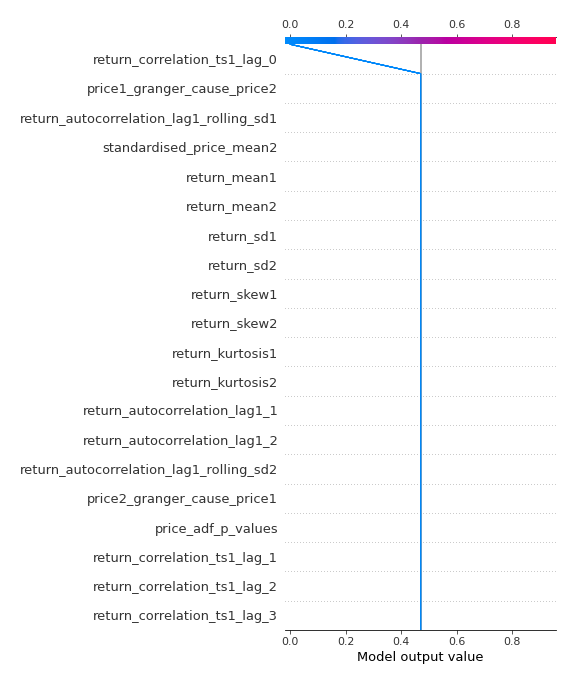 0.0 0.2 0.4 0.6 0.8
return_correlation_ts1_lag_0
price1_granger_cause_price2
return_autocorrelation_lag1_rolling_sd1
standardised_price_mean2
return_mean1
return_mean2
return_sd1
return_sd2
return_skew1
return_skew2
return_kurtosis1
return_kurtosis2
return_autocorrelation_lag1_1
return_autocorrelation_lag1_2
return_autocorrelation_lag1_rolling_sd2
price2_granger_cause_price1
price_adf_p_values
return_correlation_ts1_lag_1
return_correlation_ts1_lag_2
return_correlation_ts1_lag_3
0.0 0.2 0.4 0.6 0.8
Model output value